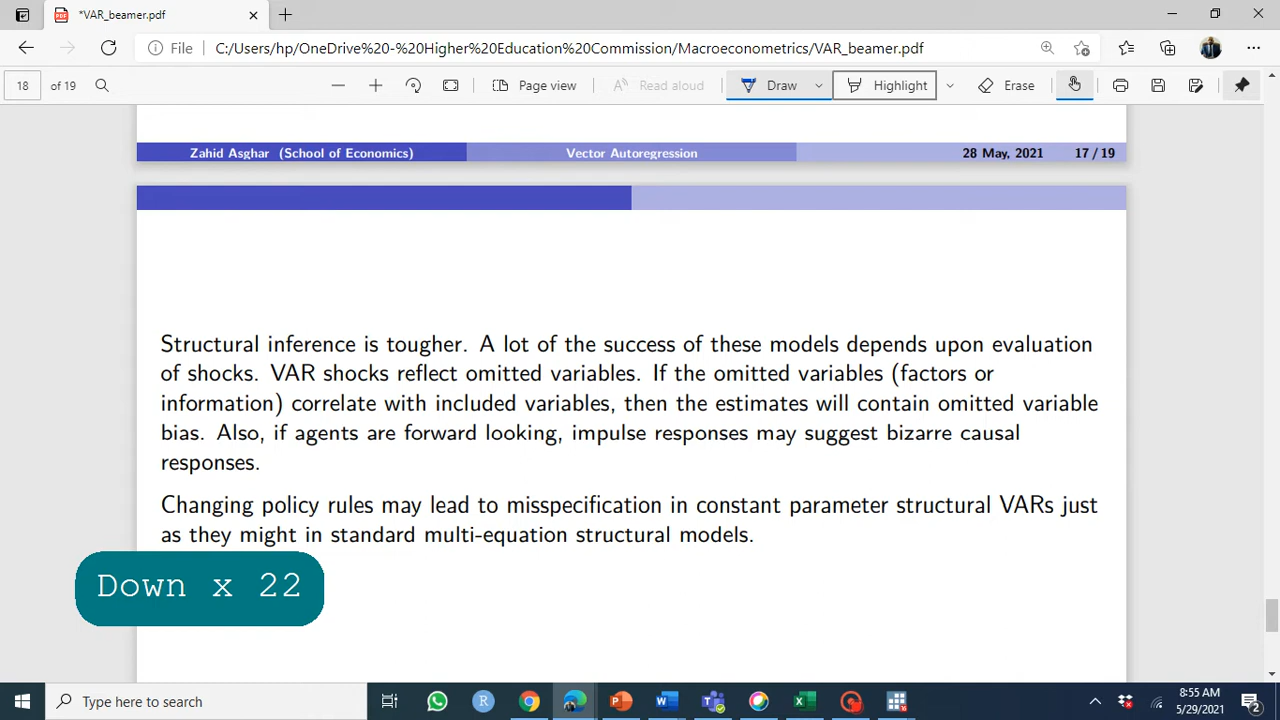 *VAR_beamer.pdf
File C:/Users/hp/OneDrive%20-%20Higher%20Education%20Commission/Macroeconometrics/VAR_beamer.pdf
18 of 19 Page view Read aloud Draw Highlight Erase
Zahid Asghar (School of Economics) Vector Autoregression 28 May, 2021 17 / 19
Structural inference is tougher. A lot of the success of these models depends upon evaluation
of shocks. VAR shocks reflect omitted variables. If the omitted variables (factors or
information) correlate with included variables, then the estimates will contain omitted variable
bias. Also, if agents are forward looking, impulse responses may suggest bizarre causal
responses.
Changing policy rules may lead to misspecification in constant parameter structural VARs just
as they might in standard multi-equation structural models.
Down x 22
Type here to search
8:55 AM
5/29/2021
2